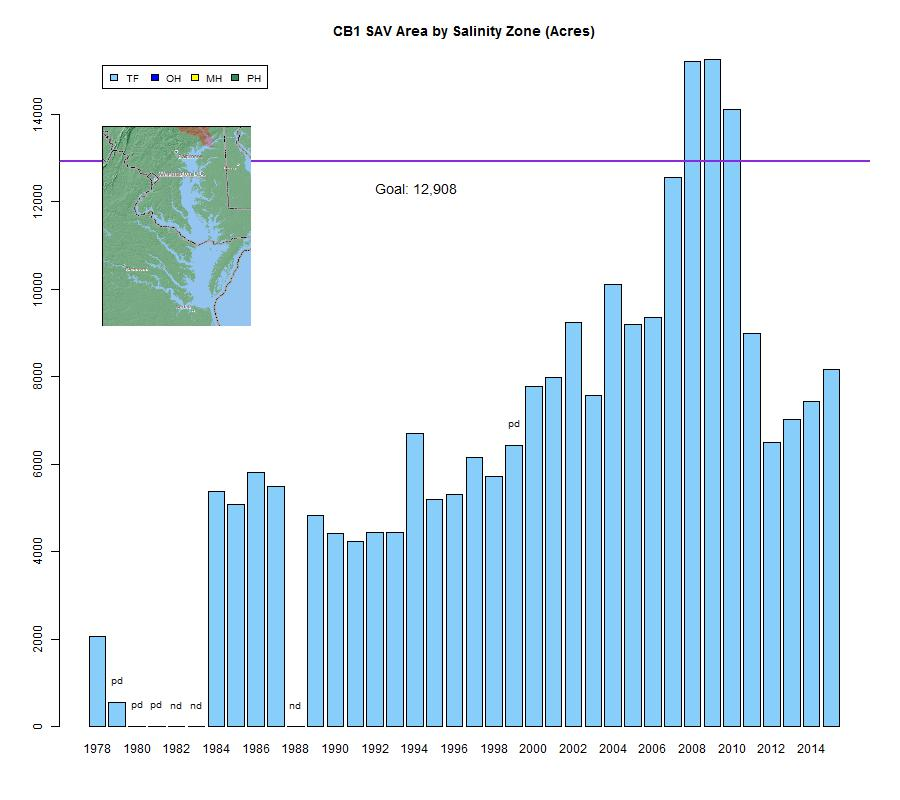 CB1 SAV Area by Salinity Zone (Acres)
TF OH MH PH
14000
12000
10000
8000
6000
4000
2000
0
Goal: 12,908
pd
pd
pd pd nd nd
nd
1978 1980 1982 1984 1986 1988 1990 1992 1994 1996 1998 2000 2002 2004 2006 2008 2010 2012 2014